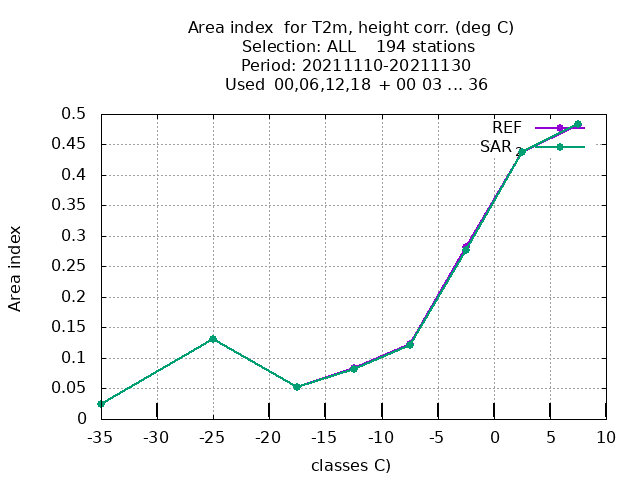 Area index  for T2m, height corr. (deg C)
Selection: ALL    194 stations
Period: 20211110-20211130
Used  00,06,12,18  + 00 03 ... 36
REF
SAR 2
0.5
0.45
0.4
0.35
0.3
0.25
0.2
0.15
0.1
0.05
0
Area index
-35 -30 -25 -20 -15 -10 -5 0 5 10
classes C)